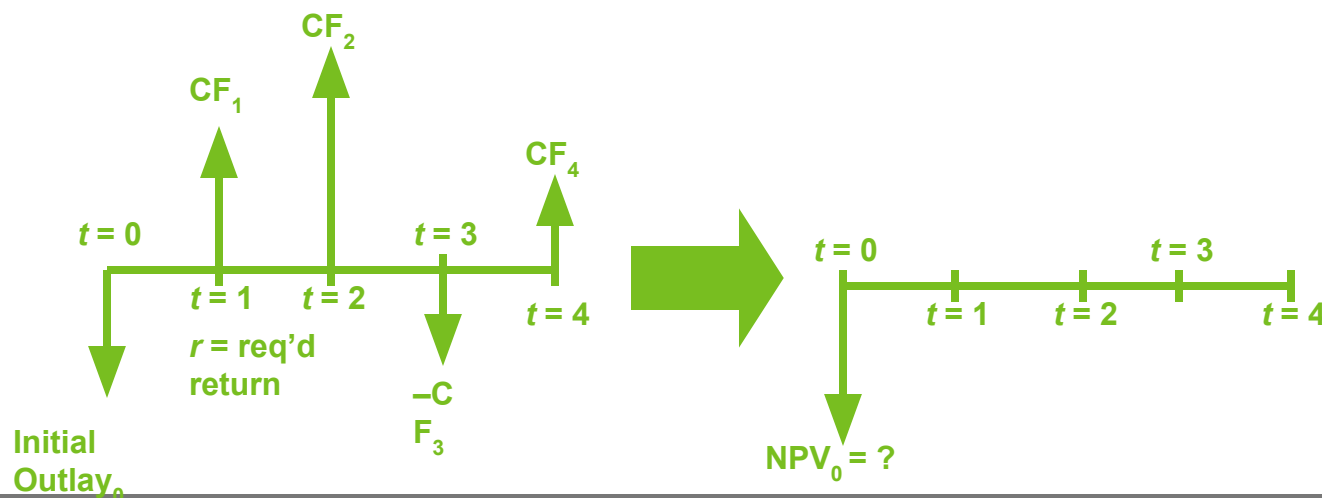 CF₂
CF₁
CF₄
t = 0
t = 3
t = 1
t = 2
t = 4
r = req’d
return
–C
F₃
Initial
Outlay₀
t = 0
t = 3
t = 1
t = 2
t = 4
NPV₀ = ?